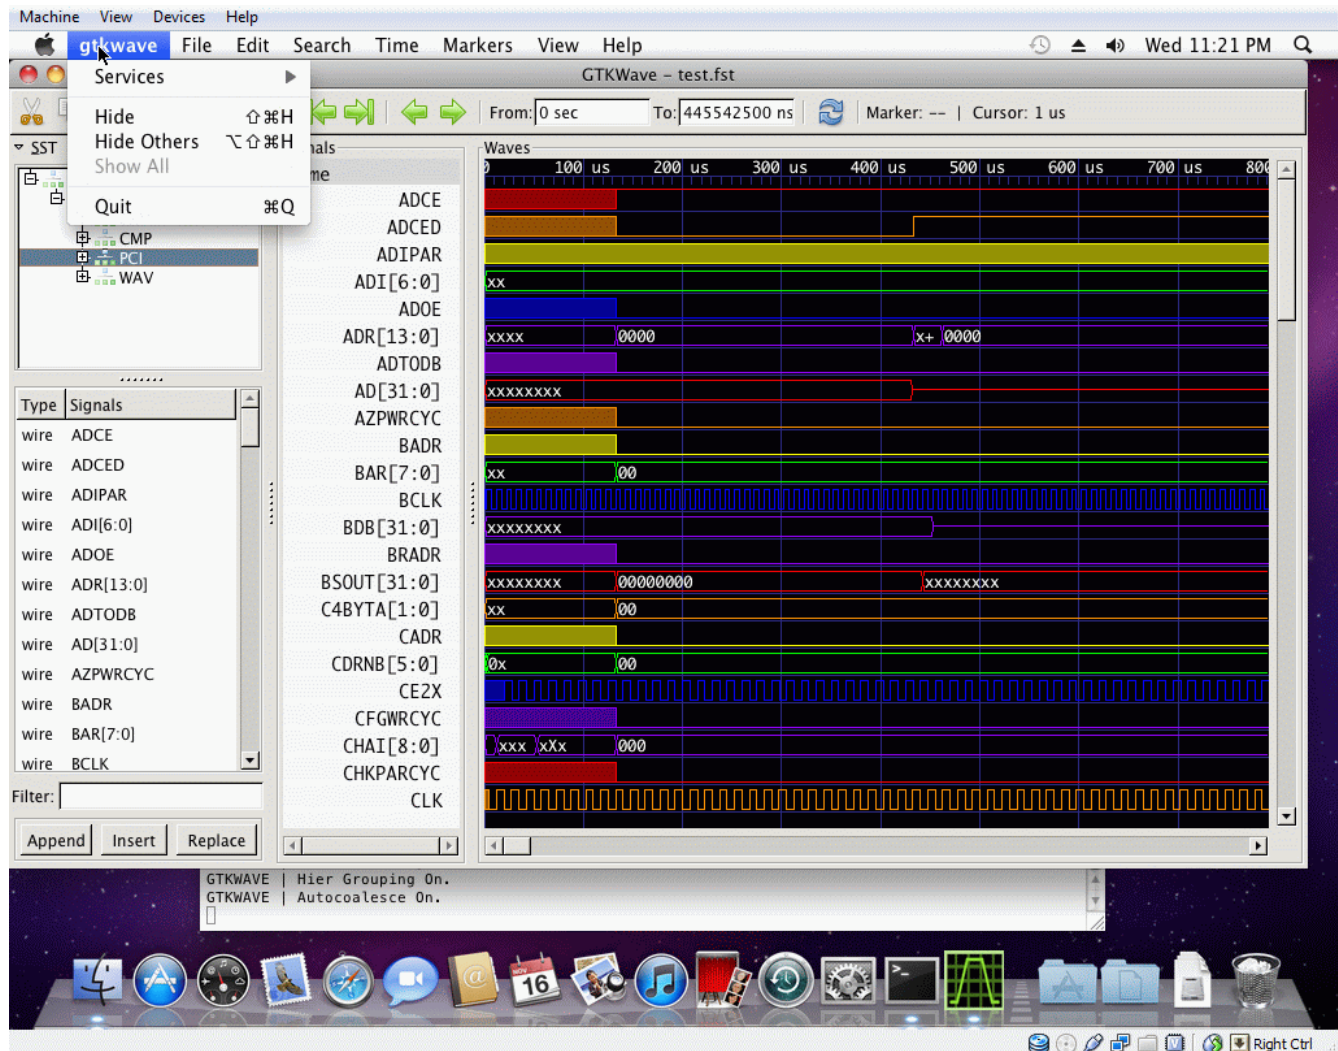 Machine View Devices Help
gtkwave File Edit Search Time Markers View Help Wed 11:21 PM
GTKWave – test.fst
Services
Hide ⇧⌘H
Hide Others ⌥⇧⌘H
Show All
Quit ⌘Q
From: 0 sec To: 445542500 ns Marker: -- | Cursor: 1 us
SST
CMP
PCI
WAV
Type Signals
wire ADCE
wire ADCED
wire ADIPAR
wire ADI[6:0]
wire ADOE
wire ADR[13:0]
wire ADTODB
wire AD[31:0]
wire AZPWRCYC
wire BADR
wire BAR[7:0]
wire BCLK
Filter:
Append Insert Replace
nals
me
ADCE
ADCED
ADIPAR
ADI[6:0]
ADOE
ADR[13:0]
ADTODB
AD[31:0]
AZPWRCYC
BADR
BAR[7:0]
BCLK
BDB[31:0]
BRADR
BSOUT[31:0]
C4BYTA[1:0]
CADR
CDRNB[5:0]
CE2X
CFGWRCYC
CHAI[8:0]
CHKPARCYC
CLK
Waves
100 us 200 us 300 us 400 us 500 us 600 us 700 us 800
xx
xxxx 0000 x+ 0000
xxxxxxxx
xx 00
xxxxxxxx
xxxxxxxx 00000000 xxxxxxxx
xx 00
0x 00
xxx xXx 000
GTKWAVE | Hier Grouping On.
GTKWAVE | Autocoalesce On.
NOV
16
Right Ctrl